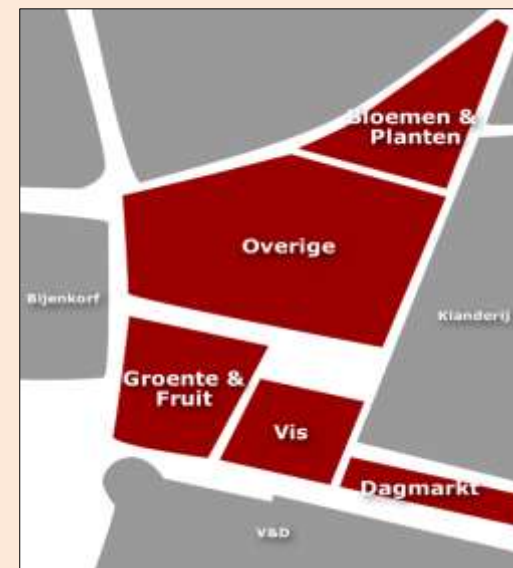 Bloemen &
Planten
Overige
Bijenkorf
Klanderij
Groente &
Fruit
Vis
Dagmarkt
V&D